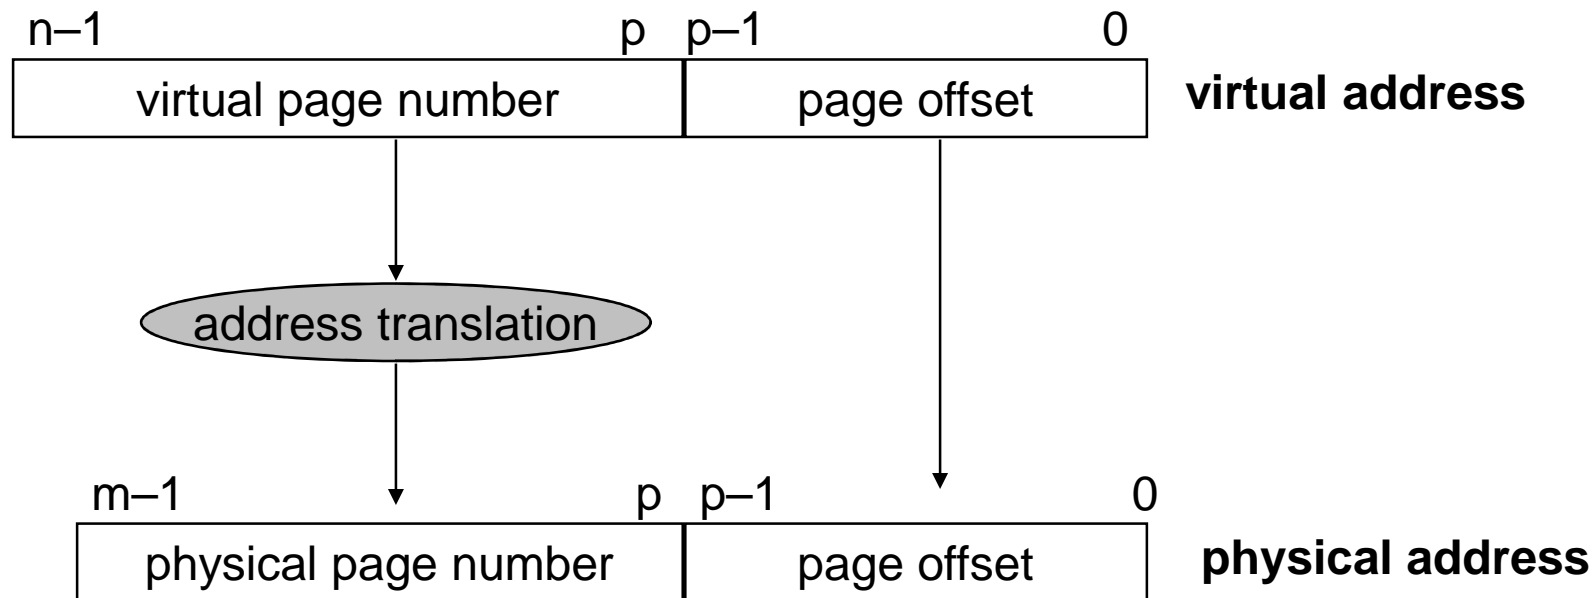 n–1 p p–1 0
virtual page number page offset virtual address
address translation
m–1 p p–1 0
physical page number page offset physical address